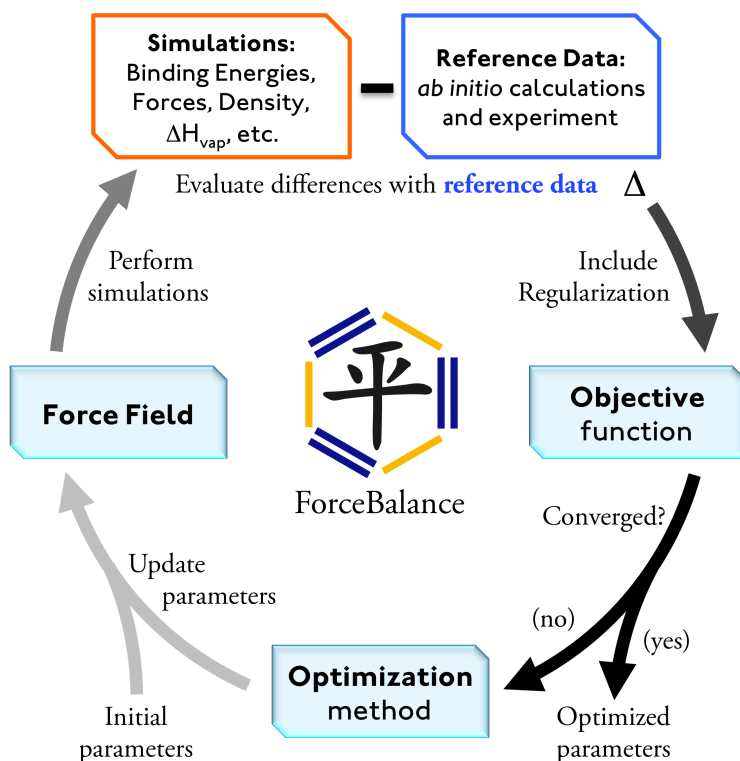 Simulations:
Binding Energies,
Forces, Density,
ΔHvap, etc.
Reference Data:
ab initio calculations
and experiment
Evaluate differences with reference data Δ
Perform
simulations
Include
Regularization
平
Force Field
Objective
function
ForceBalance
Converged?
Update
parameters
(no)
(yes)
Optimization
method
Initial
parameters
Optimized
parameters